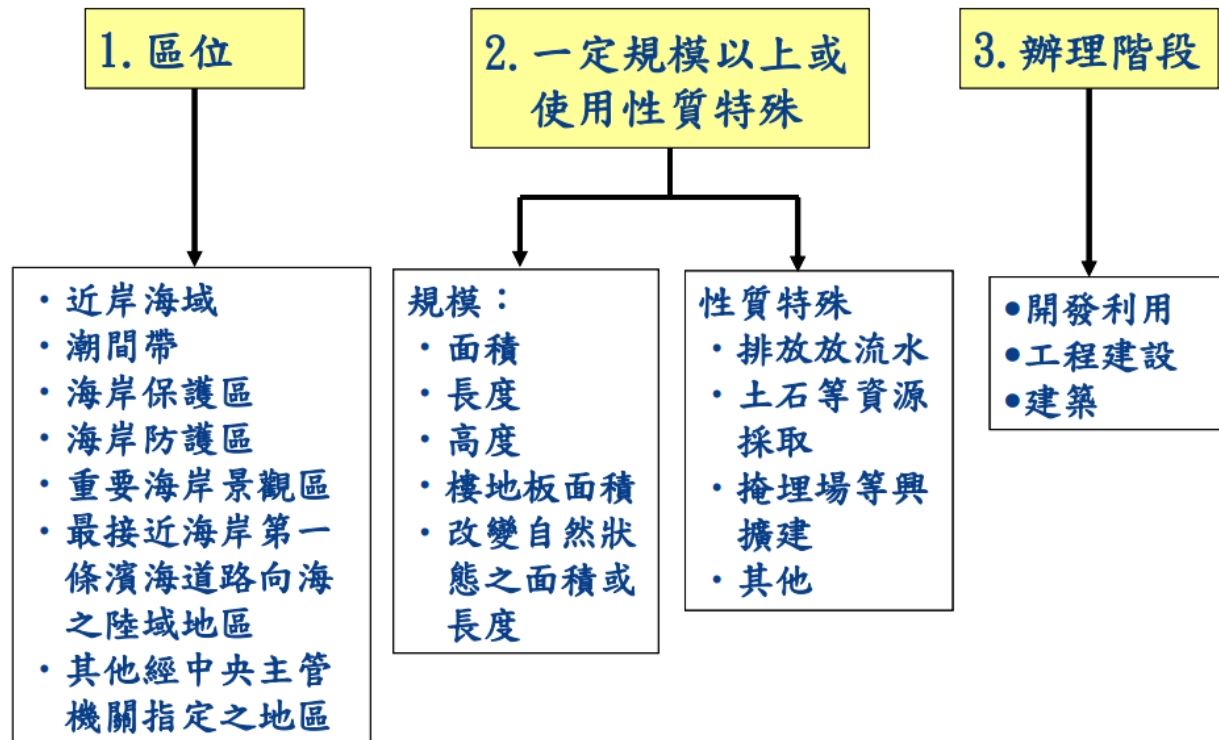 1. 區位
2. 一定規模以上或
使用性質特殊
3. 辦理階段
・近岸海域
・潮間帶
・海岸保護區
・海岸防護區
・重要海岸景觀區
・最接近海岸第一
條濱海道路向海
之陸域地區
・其他經中央主管
機關指定之地區
規模：
・面積
・長度
・高度
・樓地板面積
・改變自然狀
態之面積或
長度
性質特殊
・排放放流水
・土石等資源
採取
・掩埋場等興
擴建
・其他
●開發利用
●工程建設
●建築